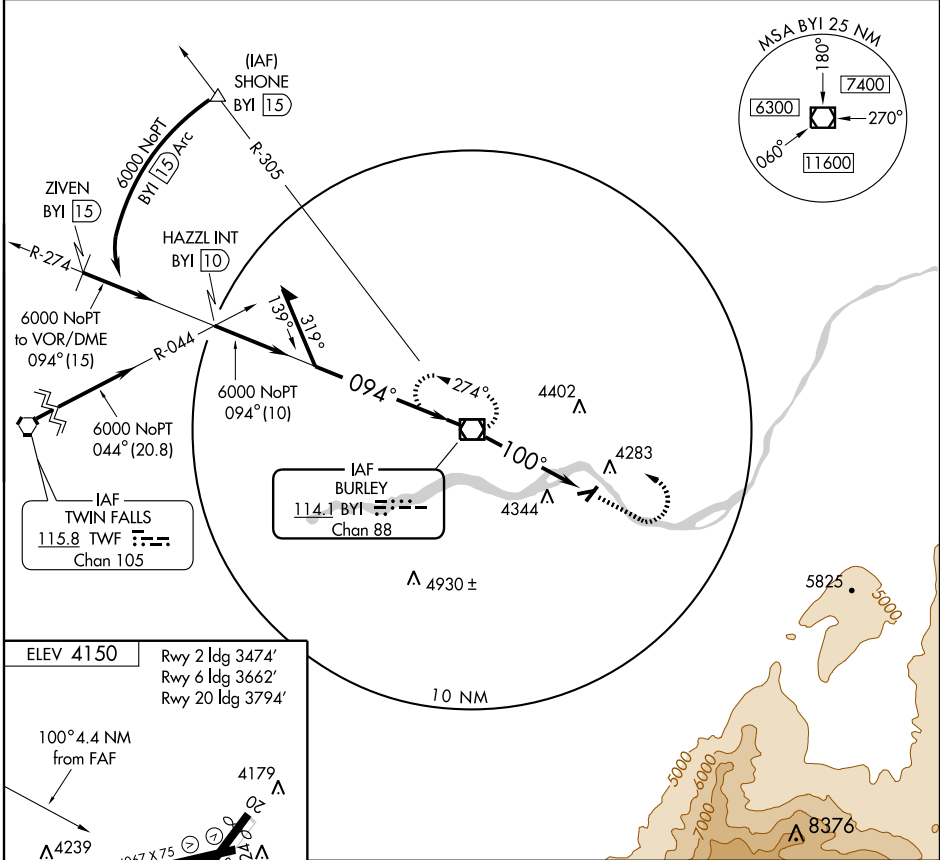 (IAF)
SHONE
BYI 15
6000 NoPT
BYI 15 Arc
R-305
ZIVEN
BYI 15
HAZZL INT
BYI 10
R-274
6000 NoPT
to VOR/DME
094° (15)
R-044
139°
319°
6000 NoPT
094° (10)
6000 NoPT
044° (20.8)
094°
274°
100°
4402
4283
4344
4930 ±
IAF
TWIN FALLS
115.8 TWF
Chan 105
IAF
BURLEY
114.1 BYI
Chan 88
MSA BYI 25 NM
180°
7400
6300
270°
060°
11600
10 NM
5825
5000
5000
6000
7000
8376
ELEV 4150
Rwy 2 ldg 3474'
Rwy 6 ldg 3662'
Rwy 20 ldg 3794'
100° 4.4 NM
from FAF
4179
20
4239
X 75
V
V